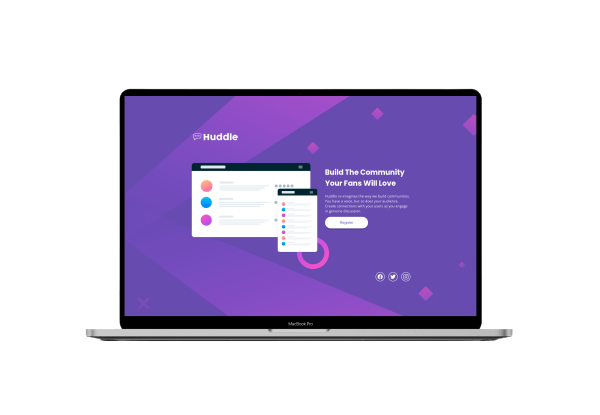 Huddle
Build The Community
Your Fans Will Love
Huddle re-imagines the way we build communities.
You have a voice, but so does your audience.
Create connections with your users as you engage
in genuine discussion.
Register
MacBook Pro